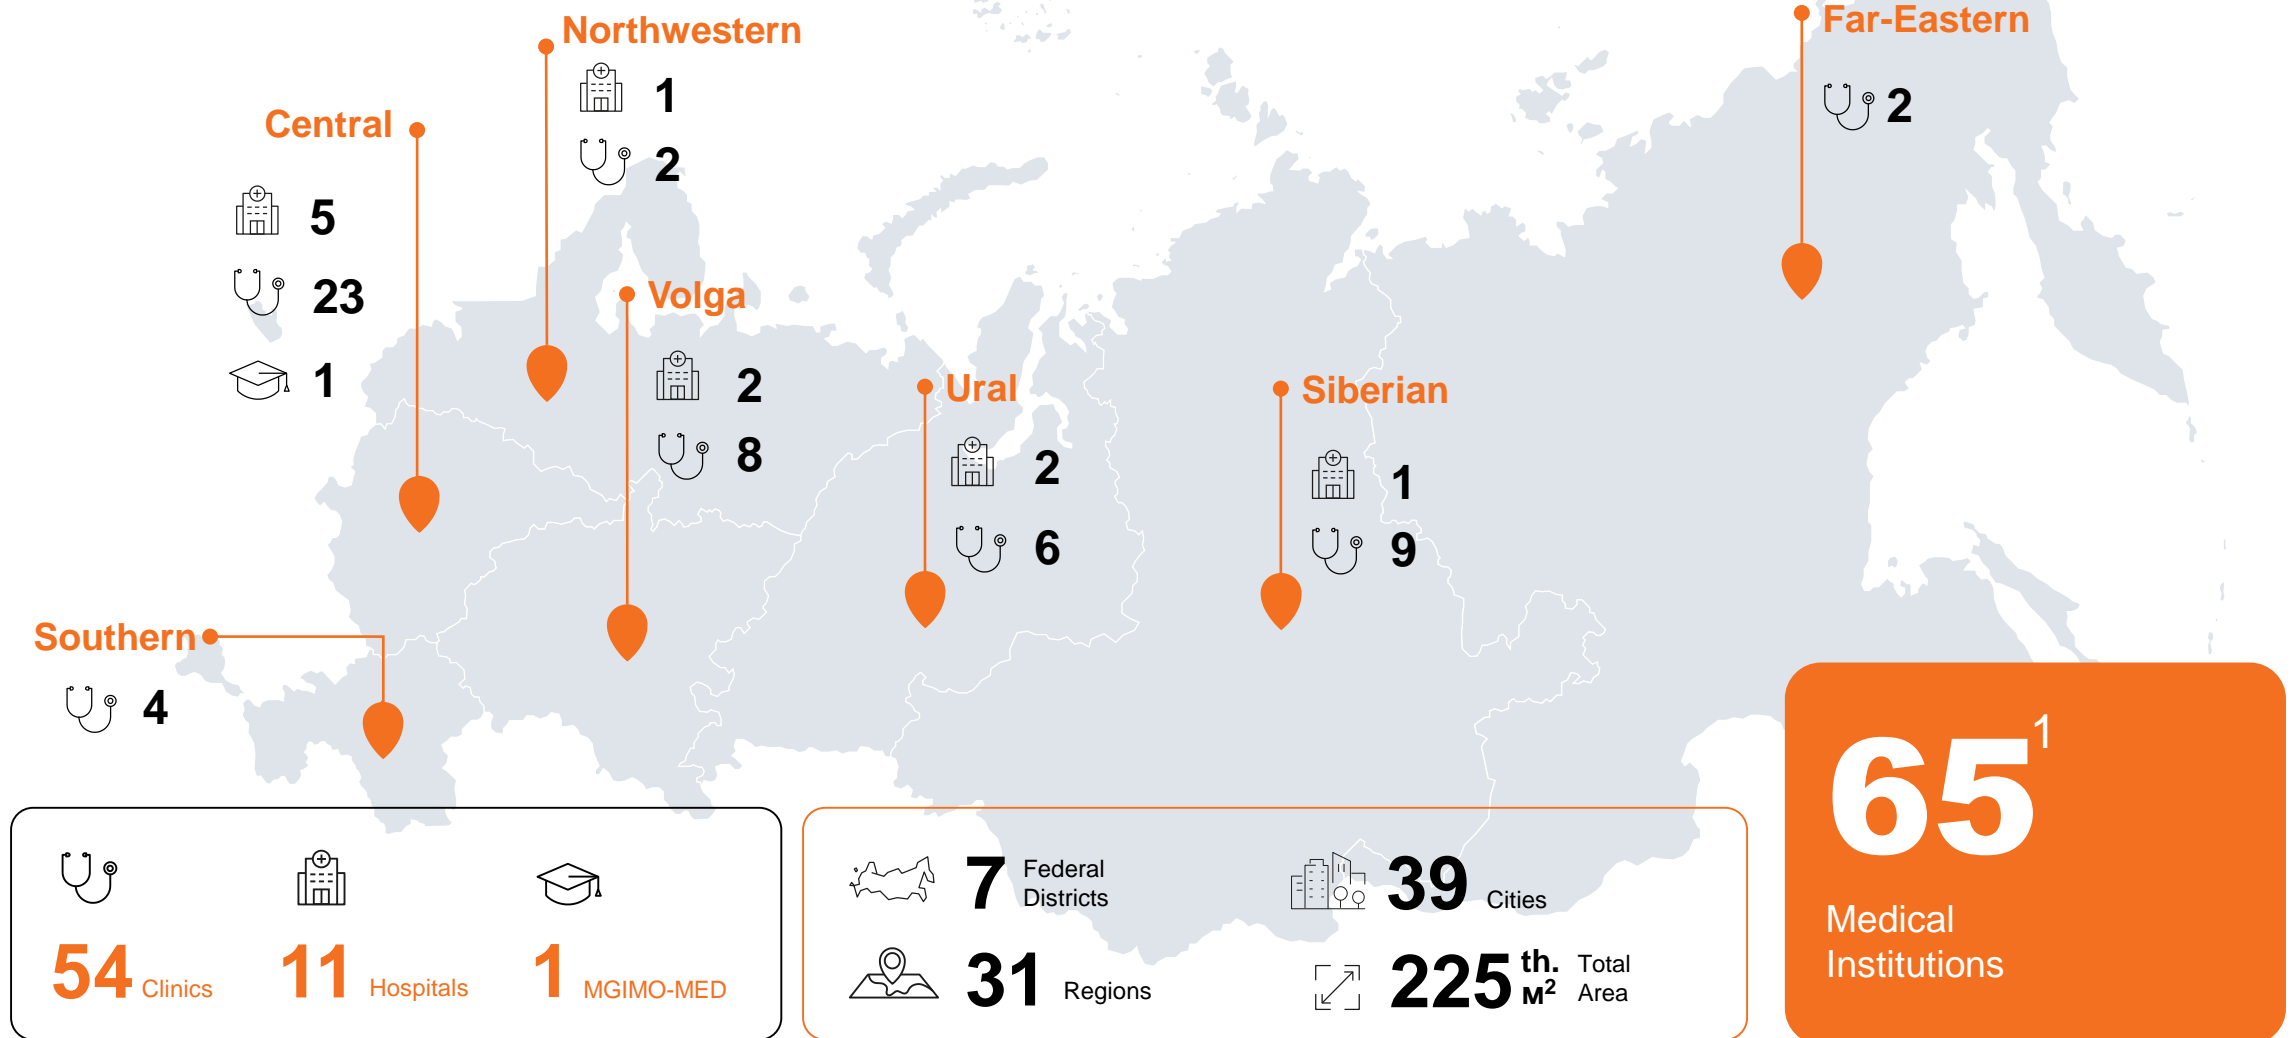 Northwestern
1
2
Far-Eastern
2
Central
5
23
1
Volga
2
8
Ural
2
6
Siberian
1
9
Southern
4
54 Clinics
11 Hospitals
1 MGIMO-MED
7 Federal
Districts
39 Cities
31 Regions
225 th.
м2
Total
Area
65 1
Medical
Institutions